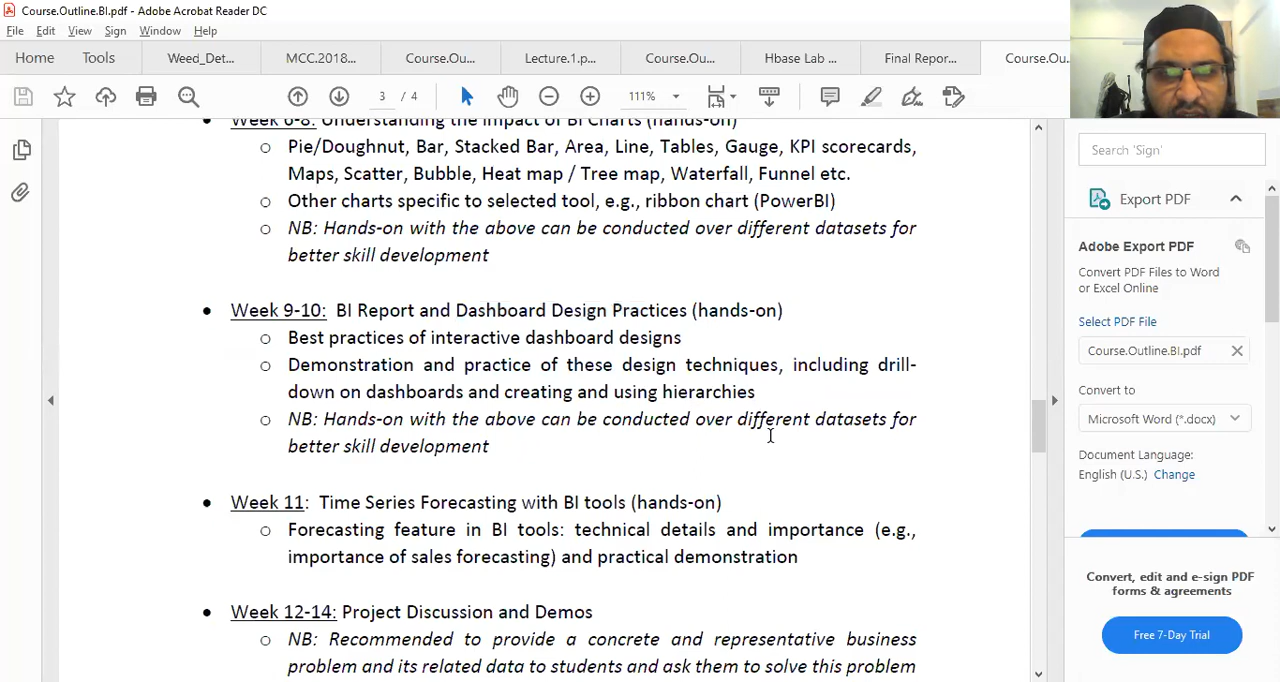 Course.Outline.BI.pdf - Adobe Acrobat Reader DC
File Edit View Sign Window Help
Home Tools Weed_Det... MCC.2018... Course.Ou... Lecture.1.p... Course.Ou... Hbase Lab ... Final Repor... Course.Ou.
3 / 4 111%
Week 6-8: Understanding the impact of BI Charts (hands-on)
Pie/Doughnut, Bar, Stacked Bar, Area, Line, Tables, Gauge, KPI scorecards,
Maps, Scatter, Bubble, Heat map / Tree map, Waterfall, Funnel etc.
Other charts specific to selected tool, e.g., ribbon chart (PowerBI)
NB: Hands-on with the above can be conducted over different datasets for
better skill development
Week 9-10: BI Report and Dashboard Design Practices (hands-on)
Best practices of interactive dashboard designs
Demonstration and practice of these design techniques, including drill-
down on dashboards and creating and using hierarchies
NB: Hands-on with the above can be conducted over different datasets for
better skill development
Week 11: Time Series Forecasting with BI tools (hands-on)
Forecasting feature in BI tools: technical details and importance (e.g.,
importance of sales forecasting) and practical demonstration
Week 12-14: Project Discussion and Demos
NB: Recommended to provide a concrete and representative business
problem and its related data to students and ask them to solve this problem
Search 'Sign'
Export PDF
Adobe Export PDF
Convert PDF Files to Word
or Excel Online
Select PDF File
Course.Outline.BI.pdf
Convert to
Microsoft Word (*.docx)
Document Language:
English (U.S.) Change
Convert, edit and e-sign PDF
forms & agreements
Free 7-Day Trial